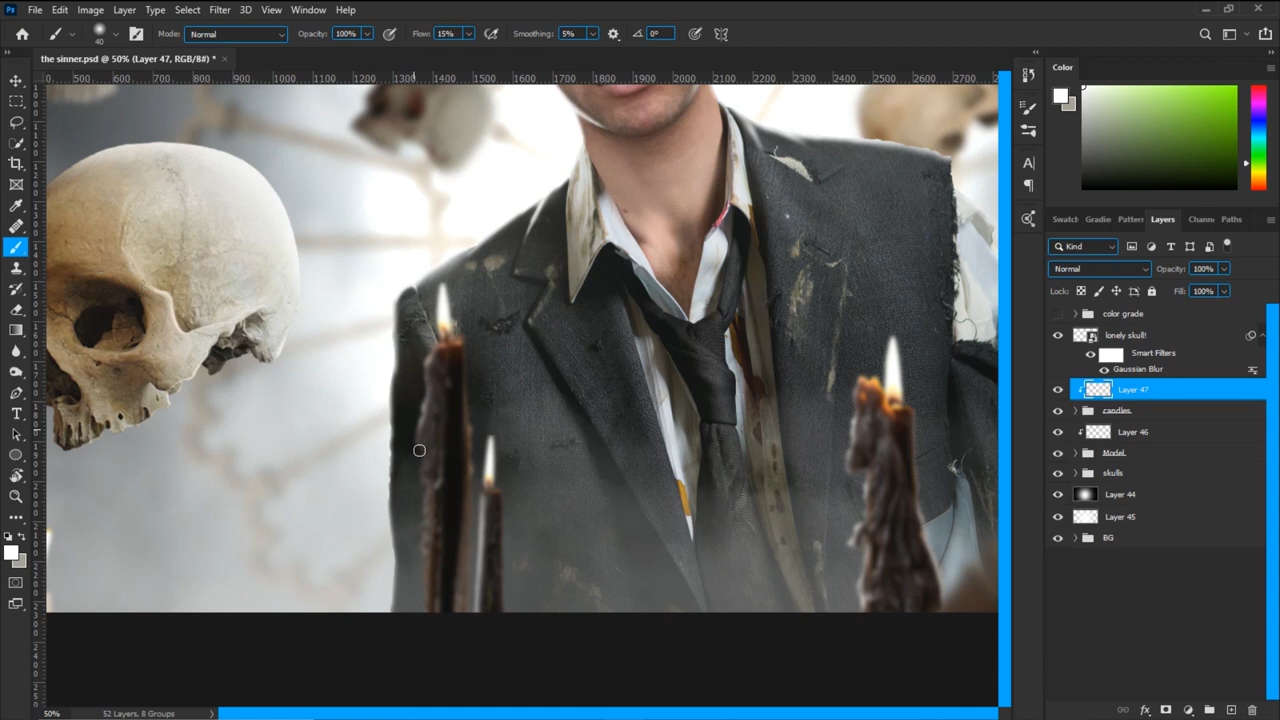 Ps File Edit Image Layer Type Select Filter 3D View Window Help
40 Mode: Normal Opacity: 100% Flow: 15% Smoothing: 5% 0°
the sinner.psd @ 50% (Layer 47, RGB/8#) *
0 500 600 700 800 900 1000 1100 1200 1300 1400 1500 1600 1700 1800 1900 2000 2100 2200 2300 2400 2500 2600 2700
Color
Swatch Gradie Pattern Layers Channe Paths
Kind
Normal Opacity: 100%
Lock: Fill: 100%
color grade
lonely skull!
Smart Filters
Gaussian Blur
Layer 47
candles
Layer 46
Model
skulls
Layer 44
Layer 45
BG
50% 52 Layers, 8 Groups